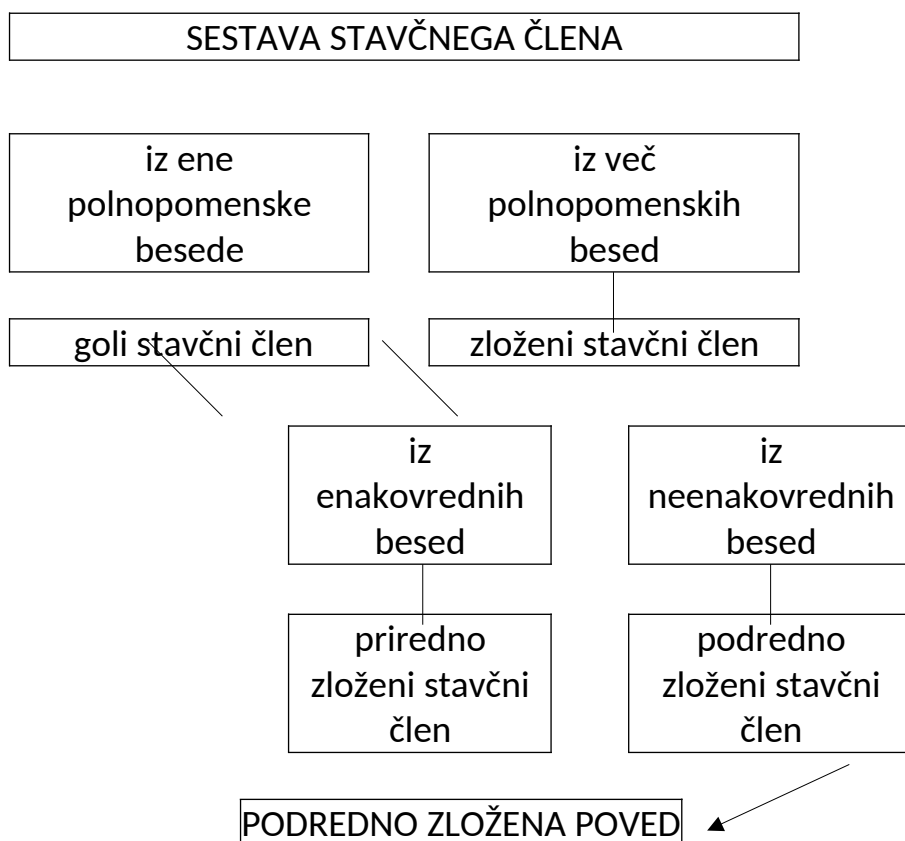 SESTAVA STAVČNEGA ČLENA
iz ene
polnopomenske
besede
iz več
polnopomenskih
besed
goli stavčni člen
zloženi stavčni člen
iz
enakovrednih
besed
iz
neenakovrednih
besed
priredno
zloženi stavčni
člen
podredno
zloženi stavčni
člen
PODREDNO ZLOŽENA POVED